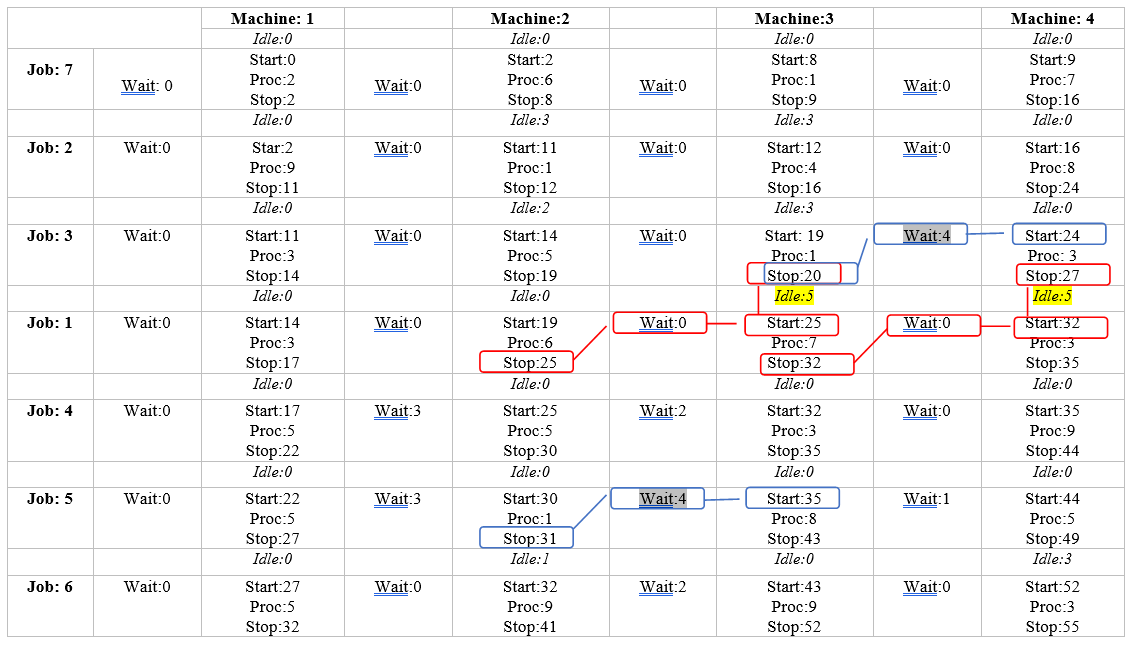 Machine: 1 Machine:2 Machine:3 Machine: 4
Idle:0 Idle:0 Idle:0 Idle:0
Job: 7 Wait: 0 Start:0 Wait:0 Start:2 Wait:0 Start:8 Wait:0 Start:9
Proc:2 Proc:6 Proc:1 Proc:7
Stop:2 Stop:8 Stop:9 Stop:16
Idle:0 Idle:3 Idle:3 Idle:0
Job: 2 Wait:0 Star:2 Wait:0 Start:11 Wait:0 Start:12 Wait:0 Start:16
Proc:9 Proc:1 Proc:4 Proc:8
Stop:11 Stop:12 Stop:16 Stop:24
Idle:0 Idle:2 Idle:3 Idle:0
Job: 3 Wait:0 Start:11 Wait:0 Start:14 Wait:0 Start: 19 Wait:4 Start:24
Proc:3 Proc:5 Proc:1 Proc: 3
Stop:14 Stop:19 Stop:20 Stop:27
Idle:0 Idle:0 Idle:5 Idle:5
Job: 1 Wait:0 Start:14 Wait:0 Start:19 Wait:0 Start:25 Wait:0 Start:32
Proc:3 Proc:6 Proc:7 Proc:3
Stop:17 Stop:25 Stop:32 Stop:35
Idle:0 Idle:0 Idle:0 Idle:0
Job: 4 Wait:0 Start:17 Wait:3 Start:25 Wait:2 Start:32 Wait:0 Start:35
Proc:5 Proc:5 Proc:3 Proc:9
Stop:22 Stop:30 Stop:35 Stop:44
Idle:0 Idle:0 Idle:0 Idle:0
Job: 5 Wait:0 Start:22 Wait:3 Start:30 Wait:4 Start:35 Wait:1 Start:44
Proc:5 Proc:1 Proc:8 Proc:5
Stop:27 Stop:31 Stop:43 Stop:49
Idle:0 Idle:1 Idle:0 Idle:3
Job: 6 Wait:0 Start:27 Wait:0 Start:32 Wait:2 Start:43 Wait:0 Start:52
Proc:5 Proc:9 Proc:9 Proc:3
Stop:32 Stop:41 Stop:52 Stop:55